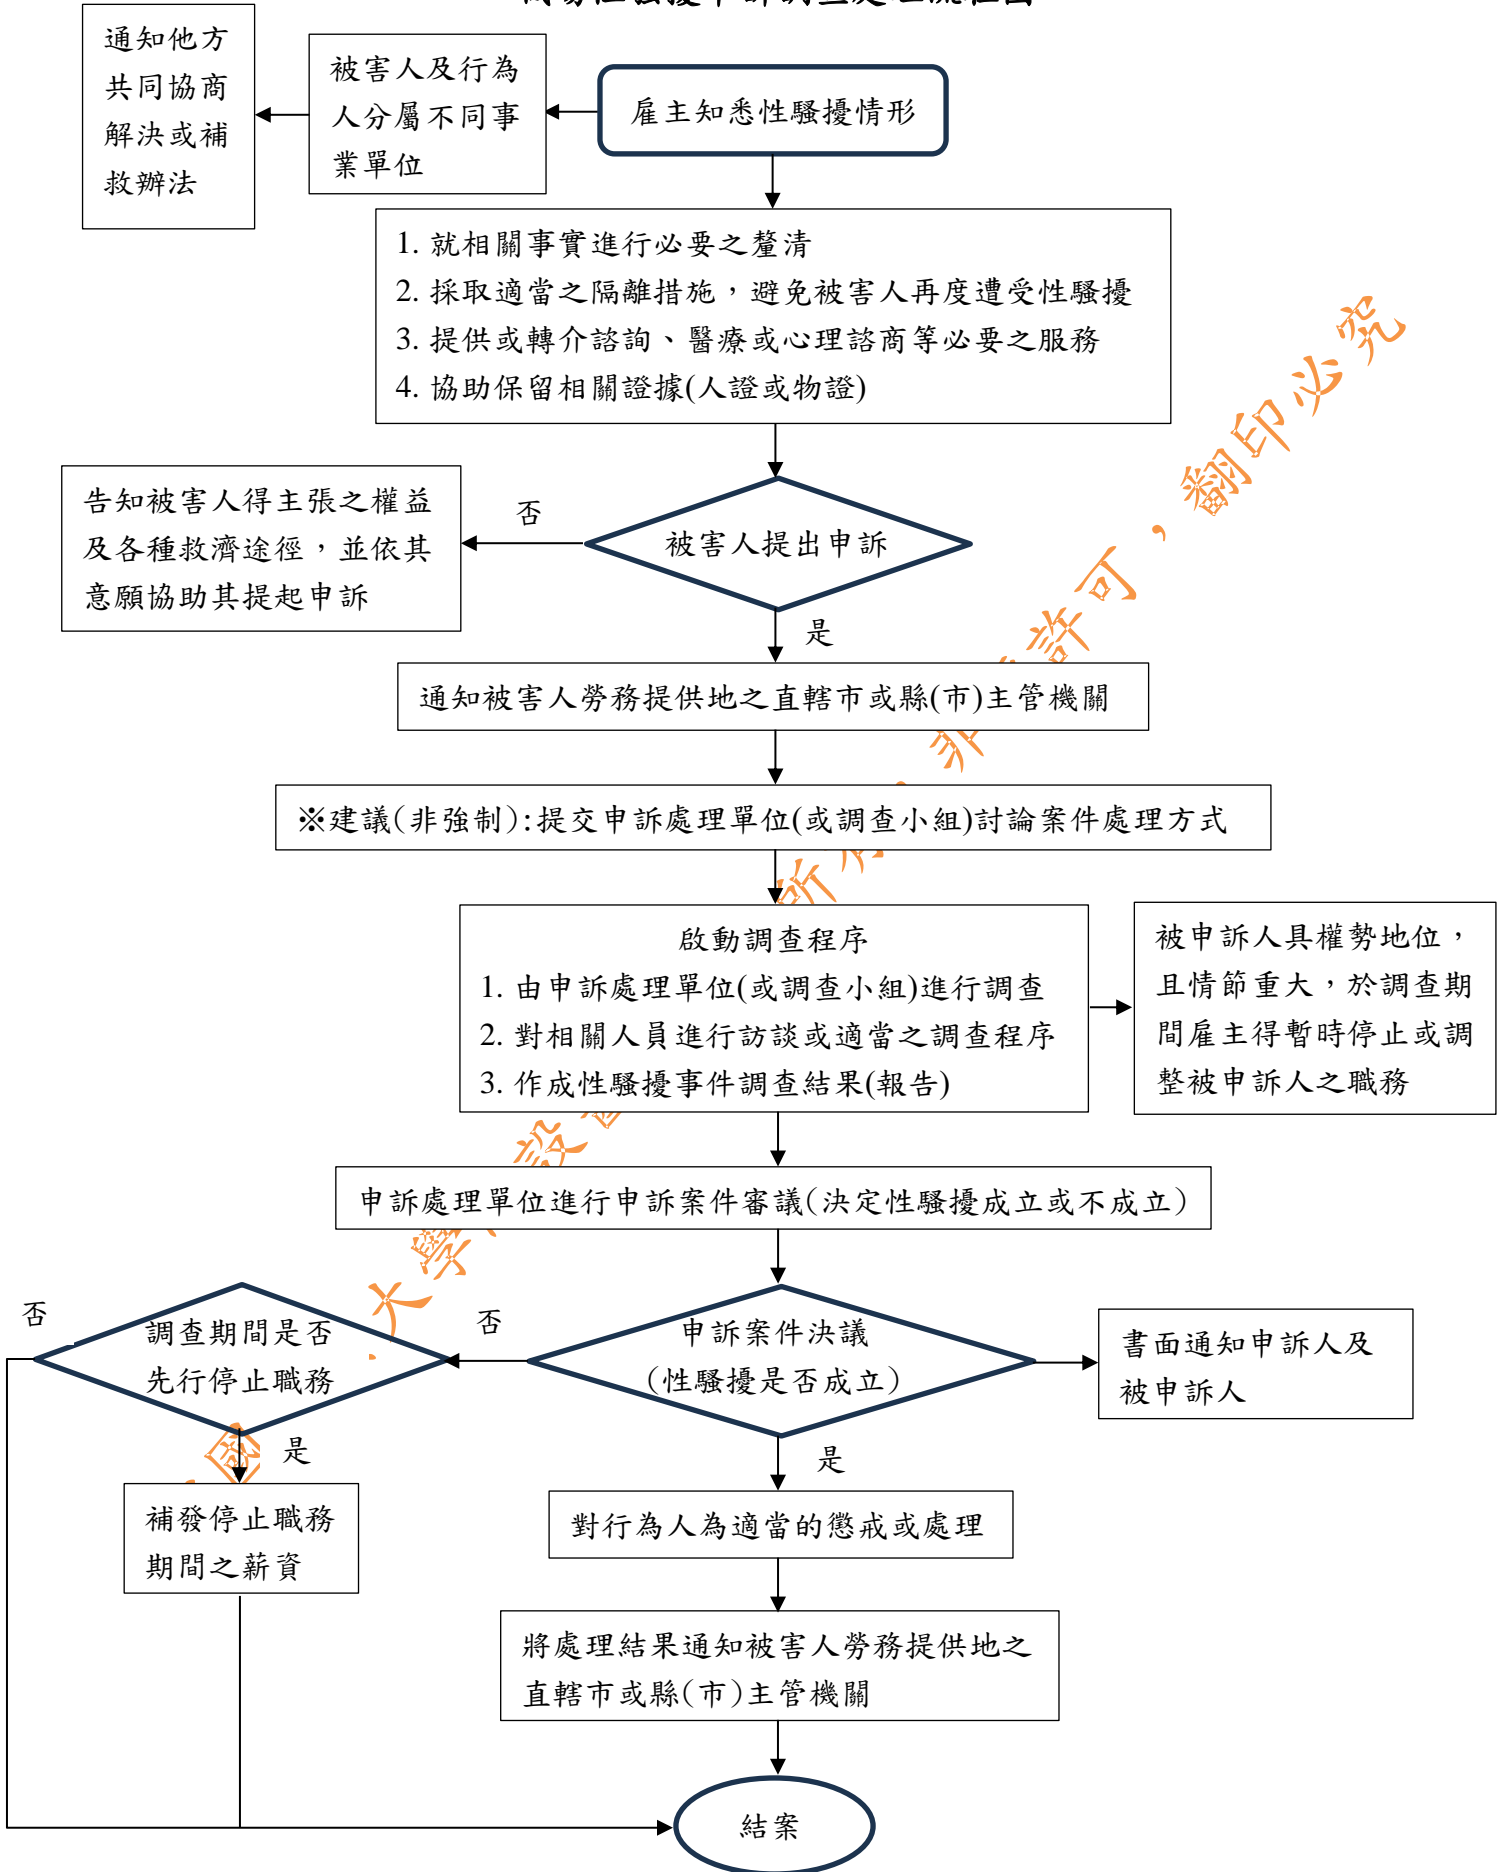 通知他方
共同協商
解決或補
救辦法
被害人及行為
人分屬不同事
業單位
雇主知悉性騷擾情形
1. 就相關事實進行必要之釐清
2. 採取適當之隔離措施，避免被害人再度遭受性騷擾
3. 提供或轉介諮詢、醫療或心理諮商等必要之服務
4. 協助保留相關證據(人證或物證)
告知被害人得主張之權益
及各種救濟途徑，並依其
意願協助其提起申訴
否
被害人提出申訴
是
通知被害人勞務提供地之直轄市或縣(市)主管機關
※建議(非強制):提交申訴處理單位(或調查小組)討論案件處理方式
啟動調查程序
1. 由申訴處理單位(或調查小組)進行調查
2. 對相關人員進行訪談或適當之調查程序
3. 作成性騷擾事件調查結果(報告)
被申訴人具權勢地位，
且情節重大，於調查期
間雇主得暫時停止或調
整被申訴人之職務
申訴處理單位進行申訴案件審議(決定性騷擾成立或不成立)
否
調查期間是否
先行停止職務
否
申訴案件決議
(性騷擾是否成立)
書面通知申訴人及
被申訴人
是
是
補發停止職務
期間之薪資
對行為人為適當的懲戒或處理
將處理結果通知被害人勞務提供地之
直轄市或縣(市)主管機關
結案
大學 設 所 非 許可，翻印必究